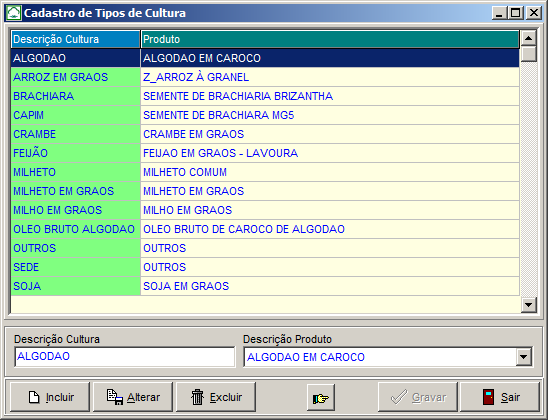 Cadastro de Tipos de Cultura
Descrição Cultura Produto
ALGODAO ALGODAO EM CAROCO
ARROZ EM GRAOS Z_ARROZ À GRANEL
BRACHIARA SEMENTE DE BRACHIARIA BRIZANTHA
CAPIM SEMENTE DE BRACHIARA MG5
CRAMBE CRAMBE EM GRAOS
FEIJÃO FEIJAO EM GRAOS - LAVOURA
MILHETO MILHETO COMUM
MILHETO EM GRAOS MILHETO EM GRAOS
MILHO EM GRAOS MILHO EM GRAOS
OLEO BRUTO ALGODAO OLEO BRUTO DE CAROCO DE ALGODAO
OUTROS OUTROS
SEDE OUTROS
SOJA SOJA EM GRAOS
Descrição Cultura Descrição Produto
ALGODAO ALGODAO EM CAROCO
Incluir Alterar Excluir Gravar Sair